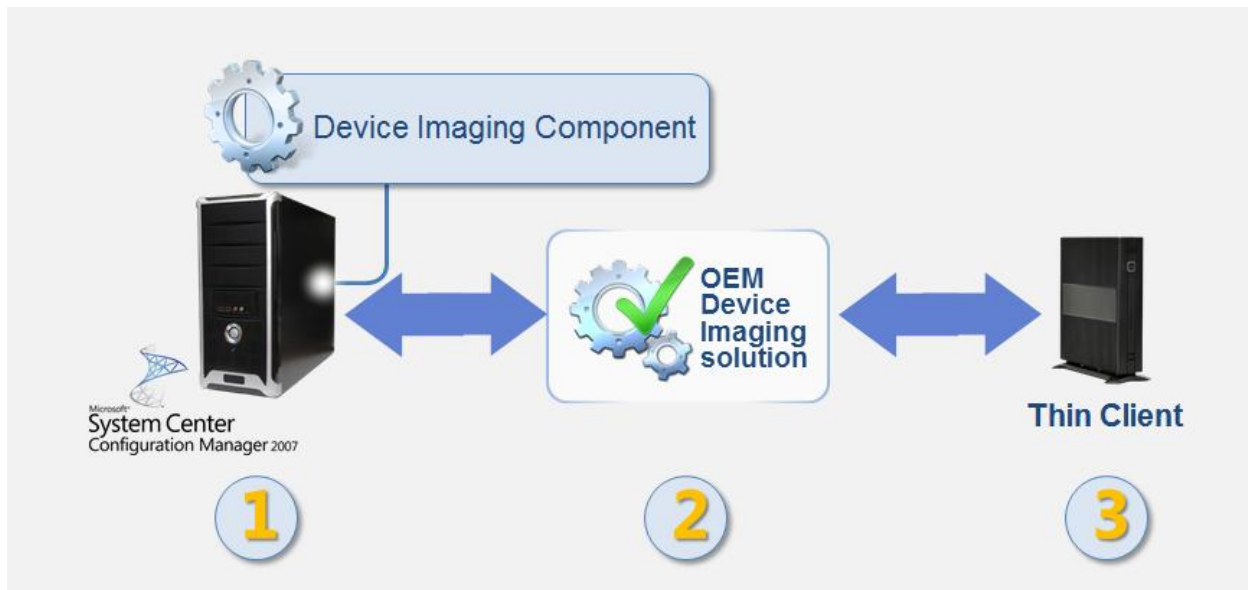 Device Imaging Component
OEM
Device
Imaging
solution
Microsoft®
System Center
Configuration Manager 2007
Thin Client
1
2
3